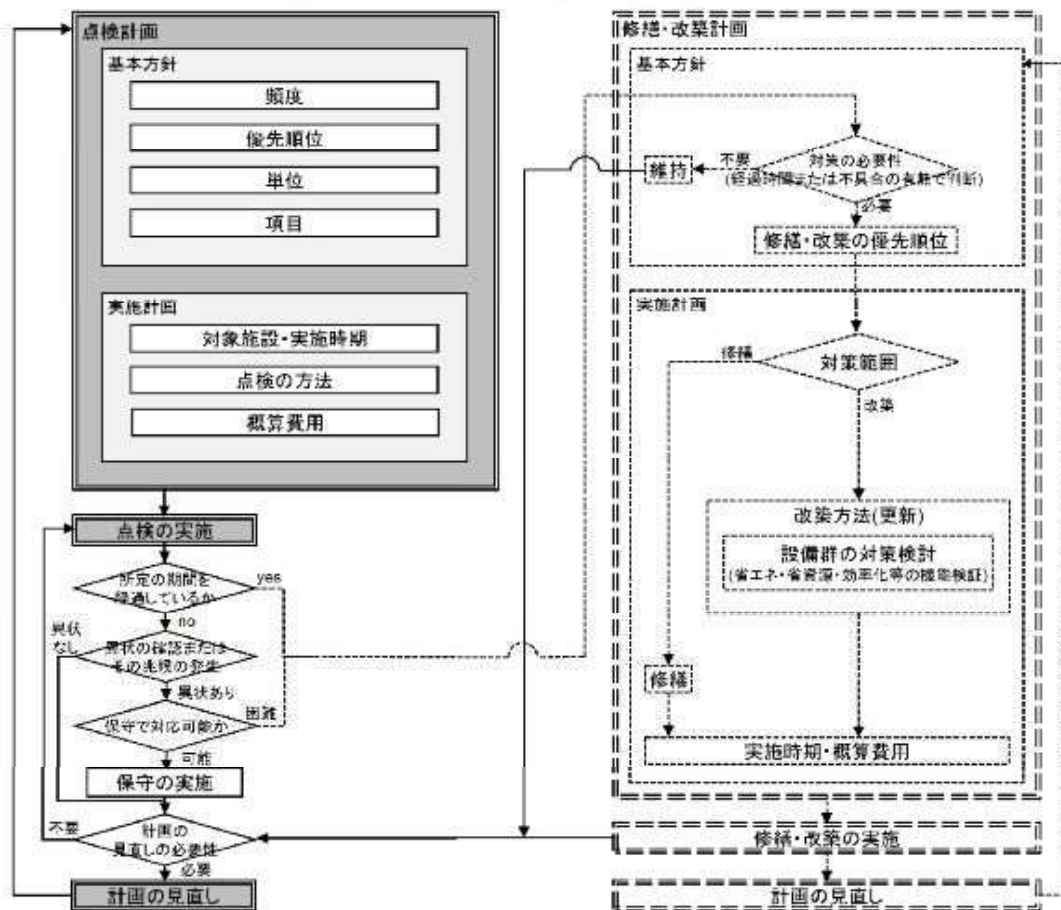 点検計画
基本方針
頻度
優先順位
単位
項目
実施計画
対象施設・実施時期
点検の方法
概算費用
点検の実施
所定の期間を
経過しているか
yes
no
異状
なし
異状の確認または
その兆候の発生
異状あり
保守で対応可能か
困難
可能
保守の実施
不要
計画の
見直しの必要性
必要
計画の見直し
修繕・改築計画
基本方針
維持
不要
対策の必要性
(経過時間または不具合の有無で判断)
必要
修繕・改築の優先順位
実施計画
修繕
対策範囲
改築
改築方法(更新)
設備群の対策検討
(省エネ・省資源・効率化等の機能検証)
修繕
実施時期・概算費用
修繕・改築の実施
計画の見直し